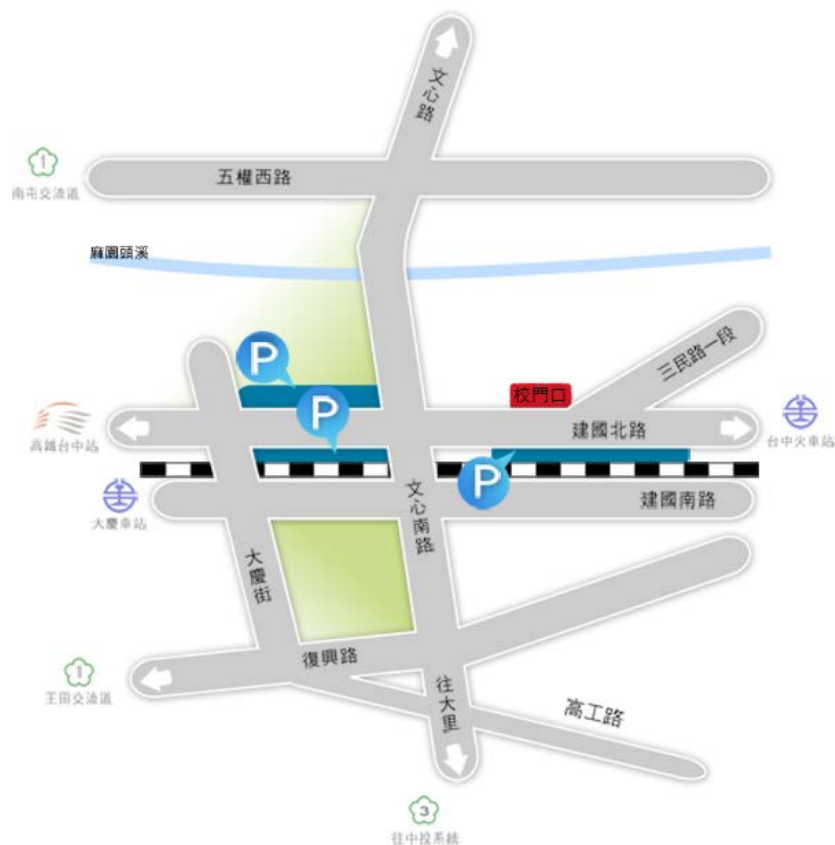 文心路
1
南屯交流道
五權西路
麻園頭溪
三民路一段
P
校門口
P
高鐵台中站
建國北路
台中火車站
P
大慶車站
文心南路
建國南路
大慶街
復興路
1
王田交流道
往大里
高工路
3
往中投系統